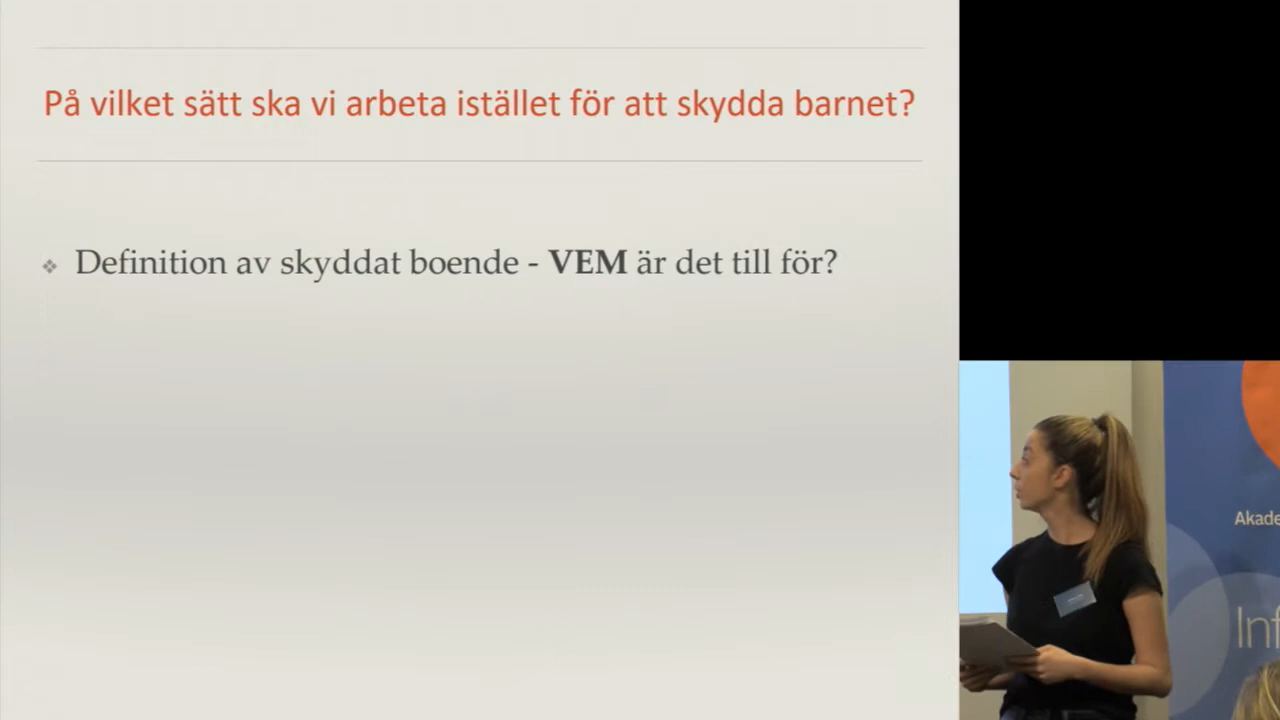 På vilket sätt ska vi arbeta istället för att skydda barnet?
❖ Definition av skyddat boende - VEM är det till för?
Akade
Inf